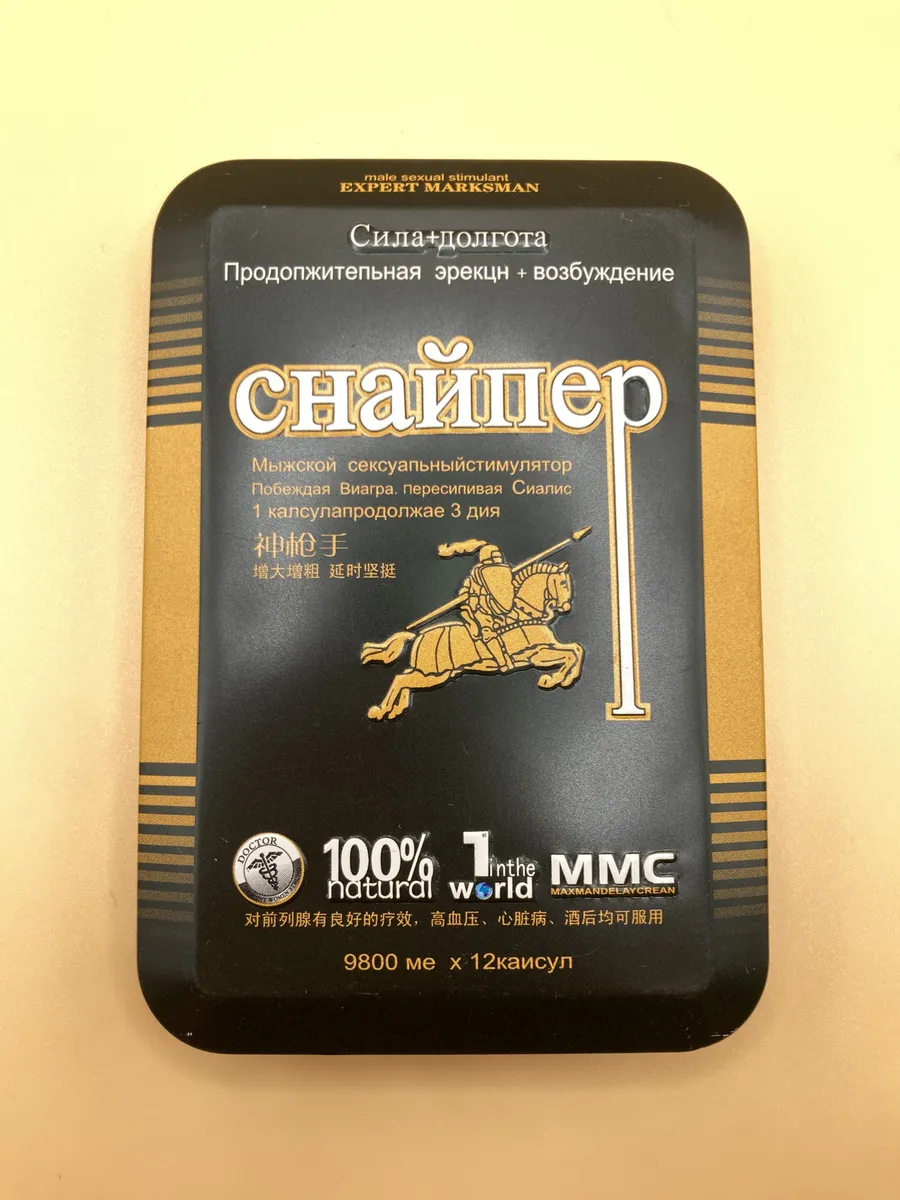 male sexual stimulant
EXPERT MARKSMAN
Сила+долгота
Продопжительная эрекцн + возбуждение
снайпер
Мыжской сексуапьныйстимулятор
Побеждая Виагра. пересипивая Сиалис
1 калсулапродолжае 3 дия
神枪手
增大增粗 延时坚挺
DOCTOR
100% natural
1st in the world
MMC
MAXMANDELAYCREAN
对前列腺有良好的疗效，高血压、心脏病、酒后均可服用
9800 ме х 12каисул